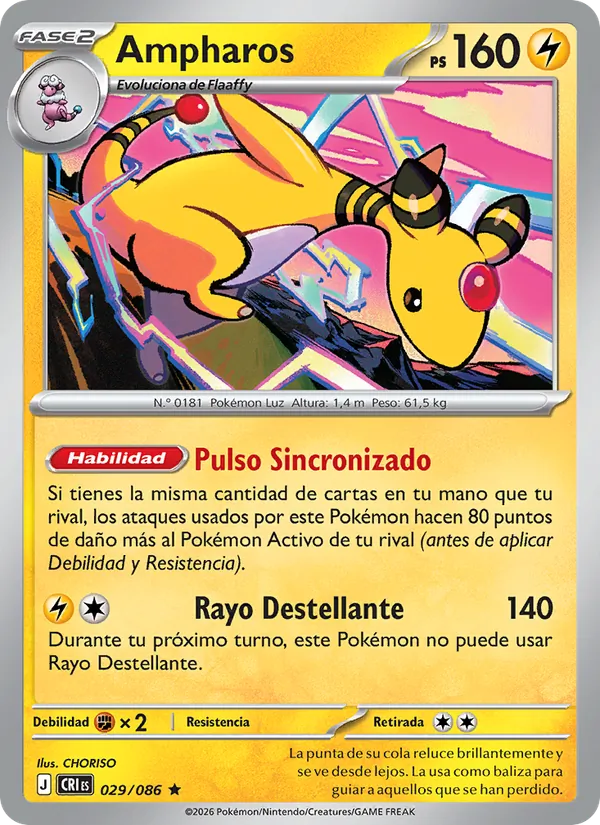 FASE 2
Ampharos
PS 160
Evoluciona de Flaaffy
N.º 0181 Pokémon Luz Altura: 1,4 m Peso: 61,5 kg
Habilidad Pulso Sincronizado
Si tienes la misma cantidad de cartas en tu mano que tu
rival, los ataques usados por este Pokémon hacen 80 puntos
de daño más al Pokémon Activo de tu rival (antes de aplicar
Debilidad y Resistencia).
Rayo Destellante 140
Durante tu próximo turno, este Pokémon no puede usar
Rayo Destellante.
Debilidad ×2 Resistencia Retirada
Ilus. CHORISO
J CRI ES 029/086 ★
La punta de su cola reluce brillantemente y
se ve desde lejos. La usa como baliza para
guiar a aquellos que se han perdido.
©2026 Pokémon/Nintendo/Creatures/GAME FREAK